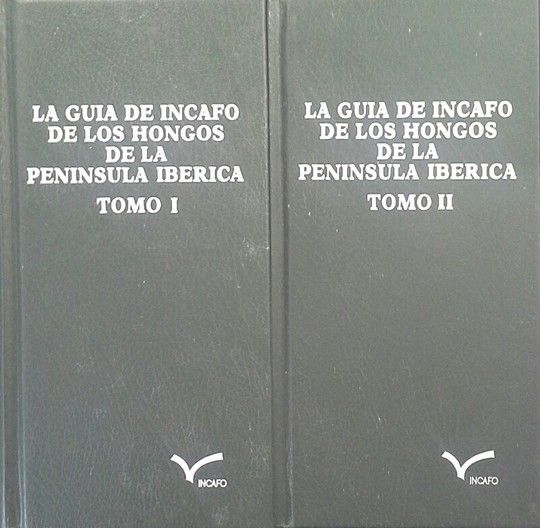 LA GUIA DE INCAFO
DE LOS HONGOS
DE LA
PENINSULA IBERICA
TOMO I
INCAFO
LA GUIA DE INCAFO
DE LOS HONGOS
DE LA
PENINSULA IBERICA
TOMO II
INCAFO